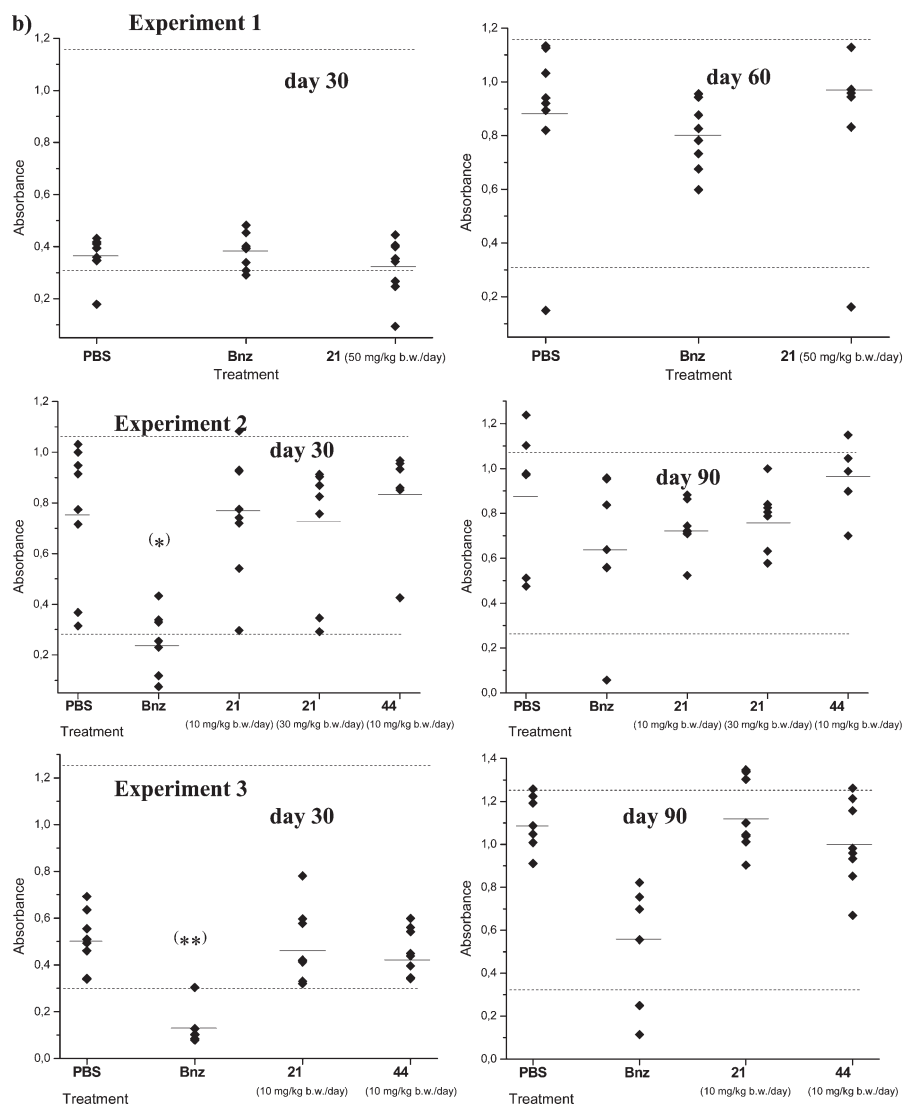 b) Experiment 1
day 30
Absorbance
1,2
1,0
0,8
0,6
0,4
0,2
PBS Bnz 21 (50 mg/kg b.w./day)
Treatment
day 60
Absorbance
1,2
1,0
0,8
0,6
0,4
0,2
PBS Bnz 21 (50 mg/kg b.w./day)
Treatment
Experiment 2
day 30
(*)
Absorbance
1,2
1,0
0,8
0,6
0,4
0,2
PBS Bnz 21 21 44
(10 mg/kg b.w./day) (30 mg/kg b.w./day) (10 mg/kg b.w./day)
Treatment
day 90
Absorbance
1,2
1,0
0,8
0,6
0,4
0,2
0,0
PBS Bnz 21 21 44
(10 mg/kg b.w./day) (30 mg/kg b.w./day) (10 mg/kg b.w./day)
Treatment
Experiment 3
day 30
(**)
Absorbance
1,2
1,0
0,8
0,6
0,4
0,2
0,0
PBS Bnz 21 44
(10 mg/kg b.w./day) (10 mg/kg b.w./day)
Treatment
day 90
Absorbance
1,4
1,2
1,0
0,8
0,6
0,4
0,2
0,0
PBS Bnz 21 44
(10 mg/kg b.w./day) (10 mg/kg b.w./day)
Treatment